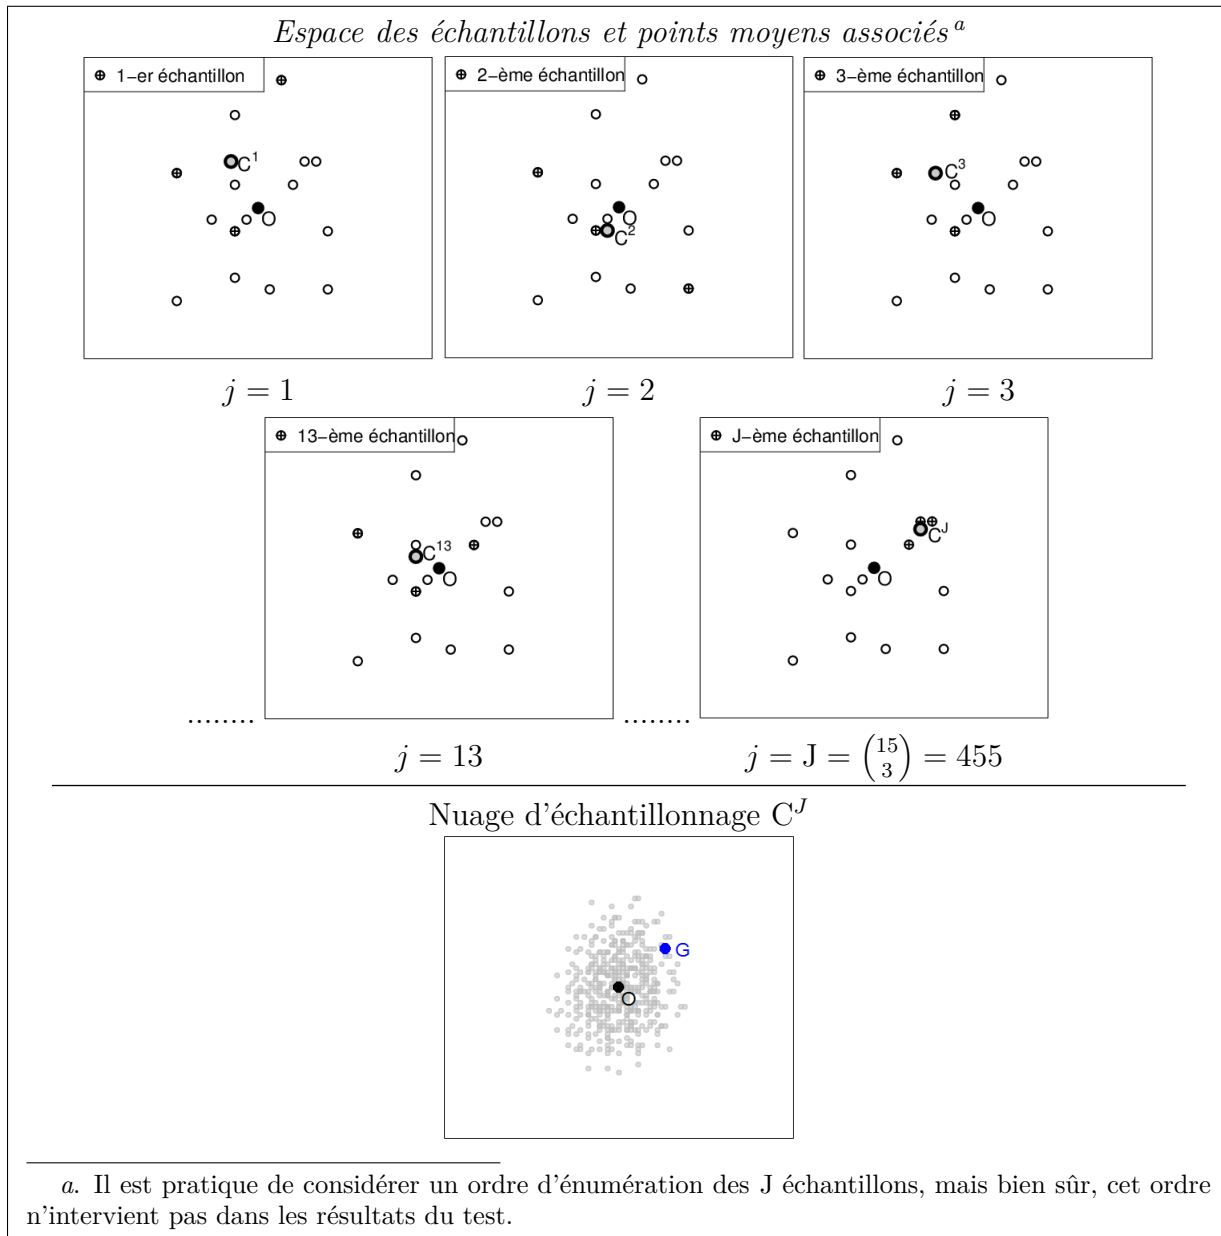 Espace des échantillons et points moyens associés a
1−er échantillon
C1
O
2−ème échantillon
O
C2
3−ème échantillon
C3
O
j = 1
j = 2
j = 3
13−ème échantillon
C13
O
J−ème échantillon
CJ
O
........
........
j = 13
j = J = (15 3) = 455
Nuage d'échantillonnage CJ
G
O
a. Il est pratique de considérer un ordre d'énumération des J échantillons, mais bien sûr, cet ordre
n'intervient pas dans les résultats du test.